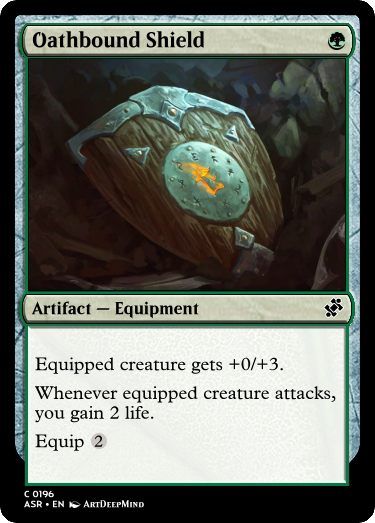 Oathbound Shield
Artifact — Equipment
Equipped creature gets +0/+3.
Whenever equipped creature attacks,
you gain 2 life.
Equip 2
C 0196
ASR • EN ArtDeepMind